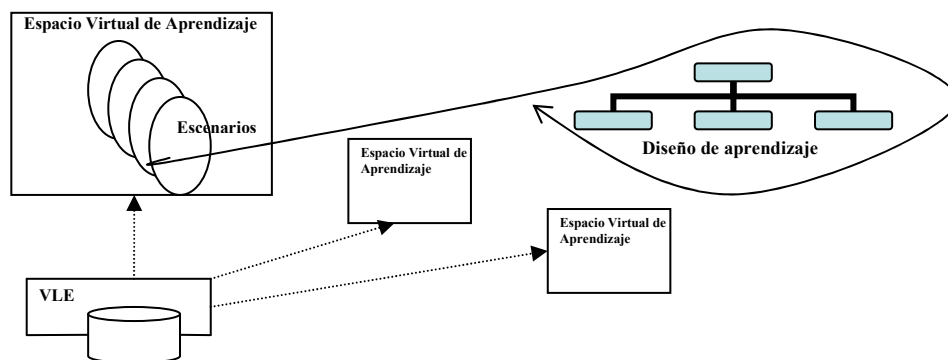 Espacio Virtual de Aprendizaje
Escenarios
Diseño de aprendizaje
Espacio Virtual de
Aprendizaje
Espacio Virtual de
Aprendizaje
VLE